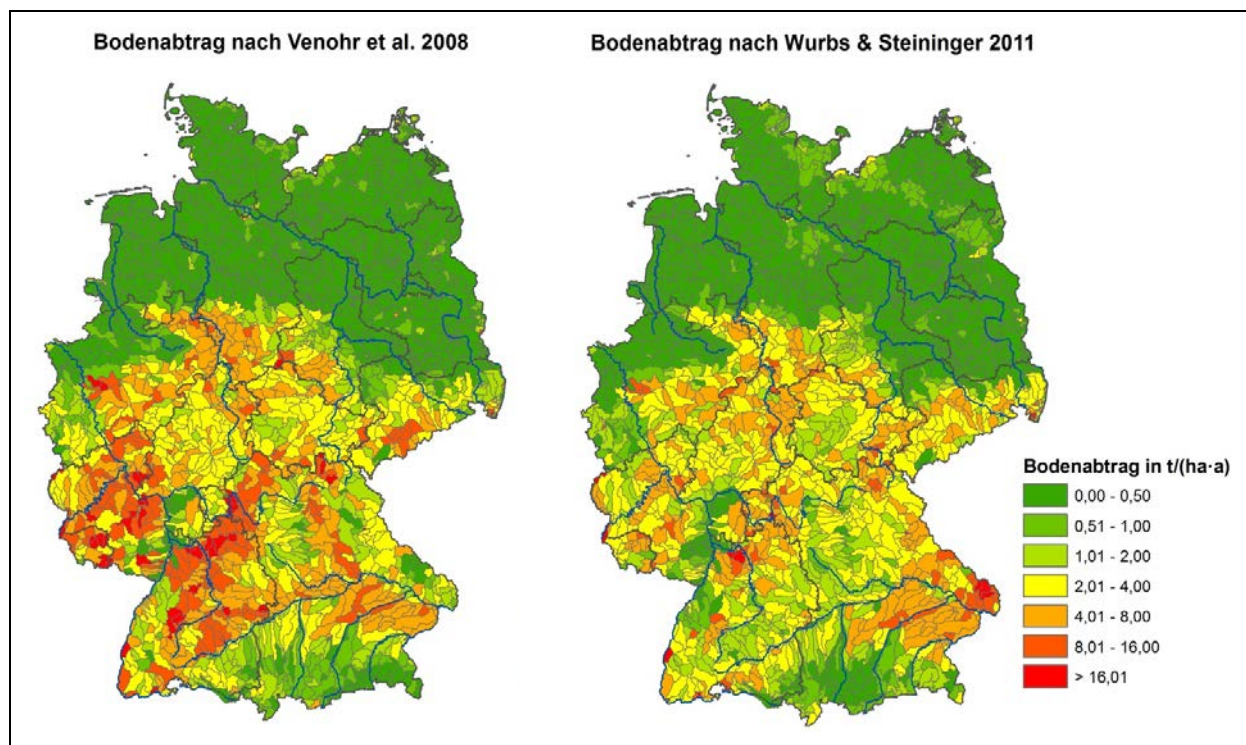 Bodenabtrag nach Venohr et al. 2008
Bodenabtrag nach Wurbs & Steininger 2011
Bodenabtrag in t/(ha·a)
0,00 - 0,50
0,51 - 1,00
1,01 - 2,00
2,01 - 4,00
4,01 - 8,00
8,01 - 16,00
> 16,01